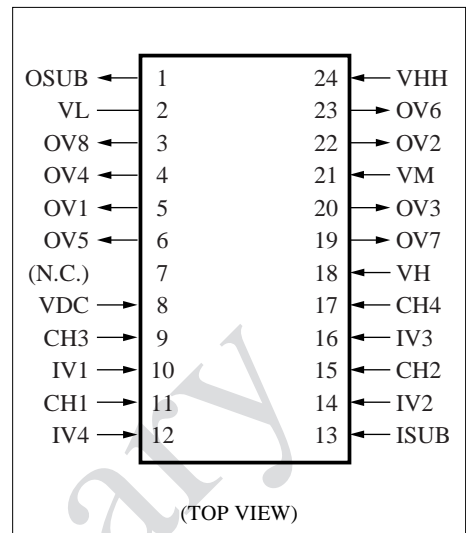 OSUB 1 24 VHH
VL 2 23 OV6
OV8 3 22 OV2
OV4 4 21 VM
OV1 5 20 OV3
OV5 6 19 OV7
(N.C.) 7 18 VH
VDC 8 17 CH4
CH3 9 16 IV3
IV1 10 15 CH2
CH1 11 14 IV2
IV4 12 13 ISUB
(TOP VIEW)
ary